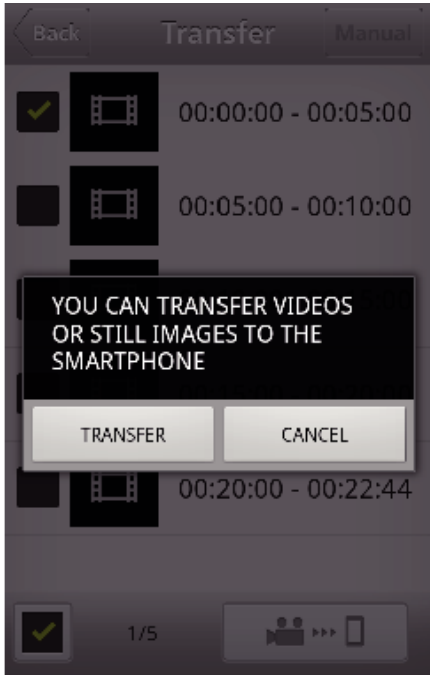 Back Transfer Manual
00:00:00 - 00:05:00
00:05:00 - 00:10:00
YOU CAN TRANSFER VIDEOS
OR STILL IMAGES TO THE
SMARTPHONE
TRANSFER CANCEL
00:20:00 - 00:22:44
1/5